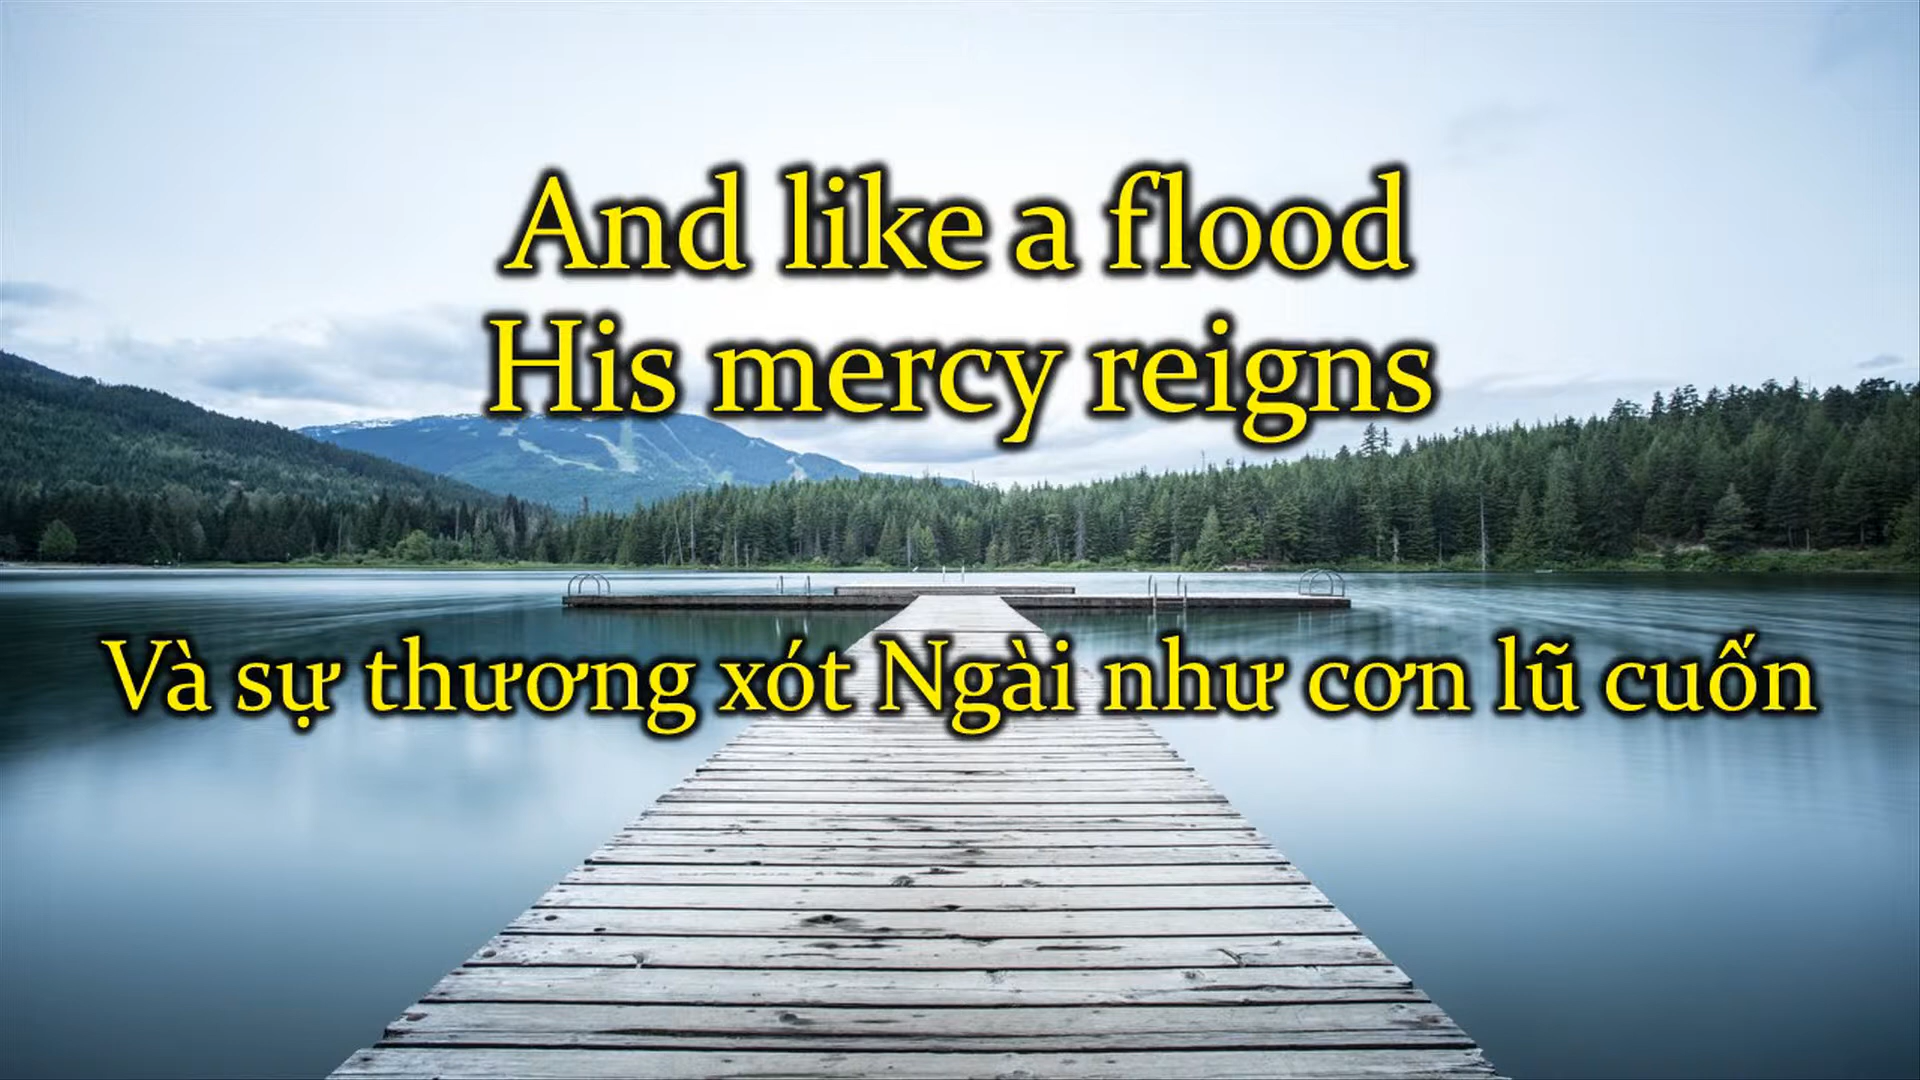 And like a flood
His mercy reigns
Và sự thương xót Ngài như cơn lũ cuốn